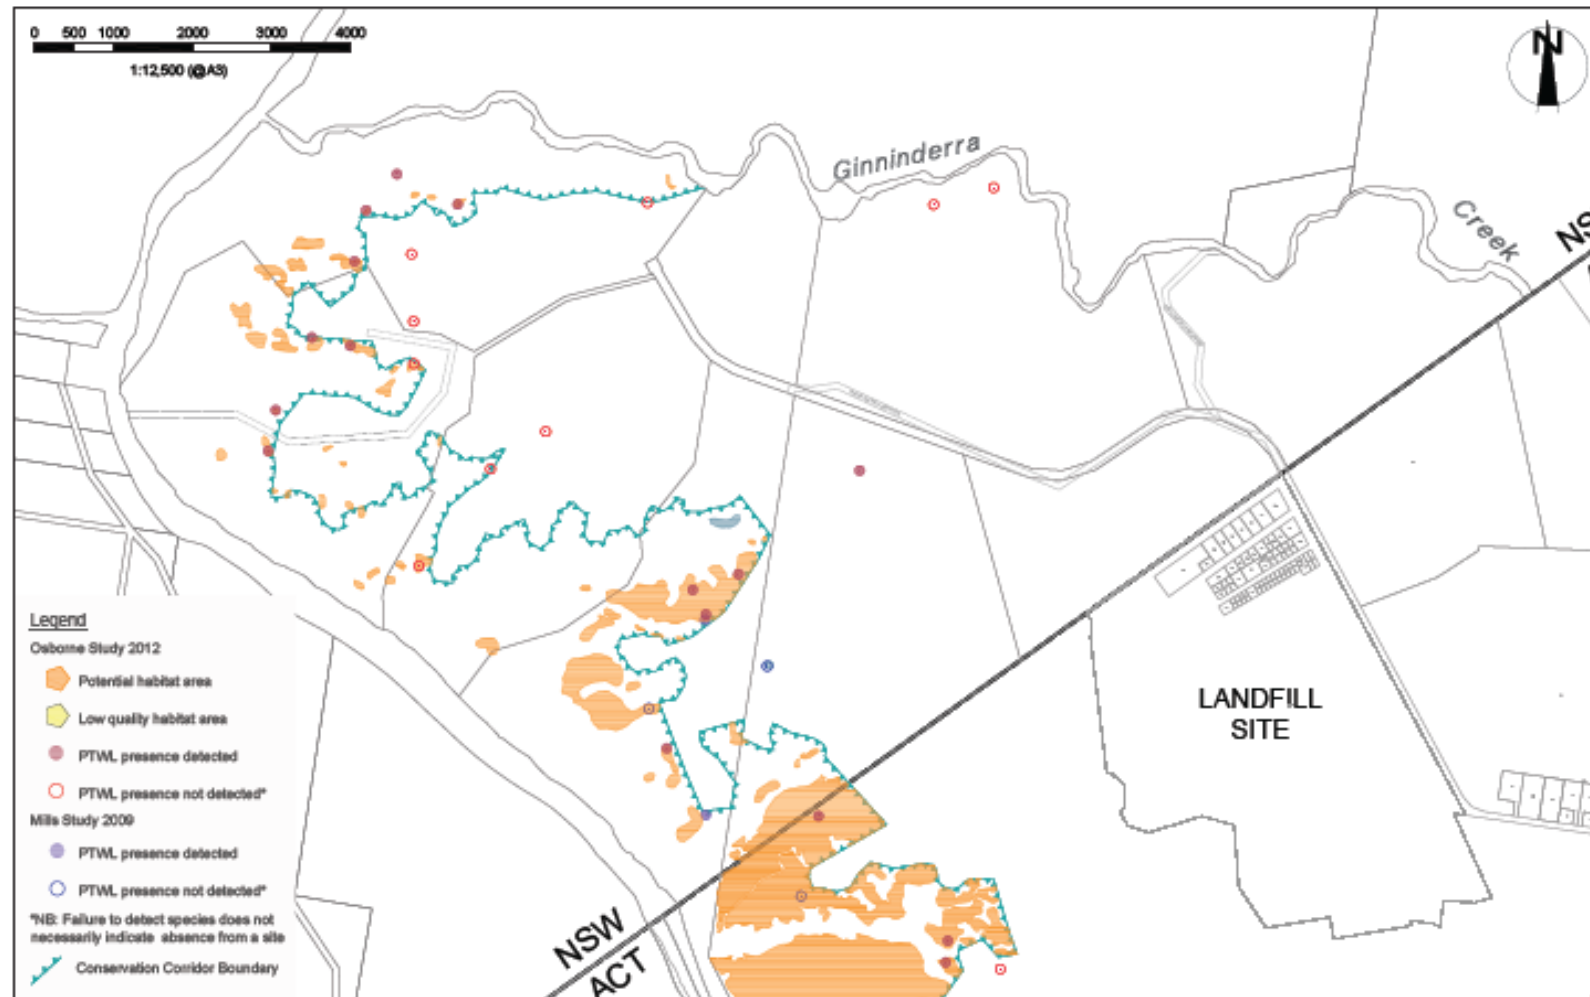 0 500 1000 2000 3000 4000
1:12,500 (@A3)
N
Ginninderra
Creek
NS
LANDFILL
SITE
NSW
ACT
Legend
Osborne Study 2012
Potential habitat area
Low quality habitat area
PTWL presence detected
PTWL presence not detected*
Mills Study 2009
PTWL presence detected
PTWL presence not detected*
*NB: Failure to detect species does not
necessarily indicate absence from a site
Conservation Corridor Boundary